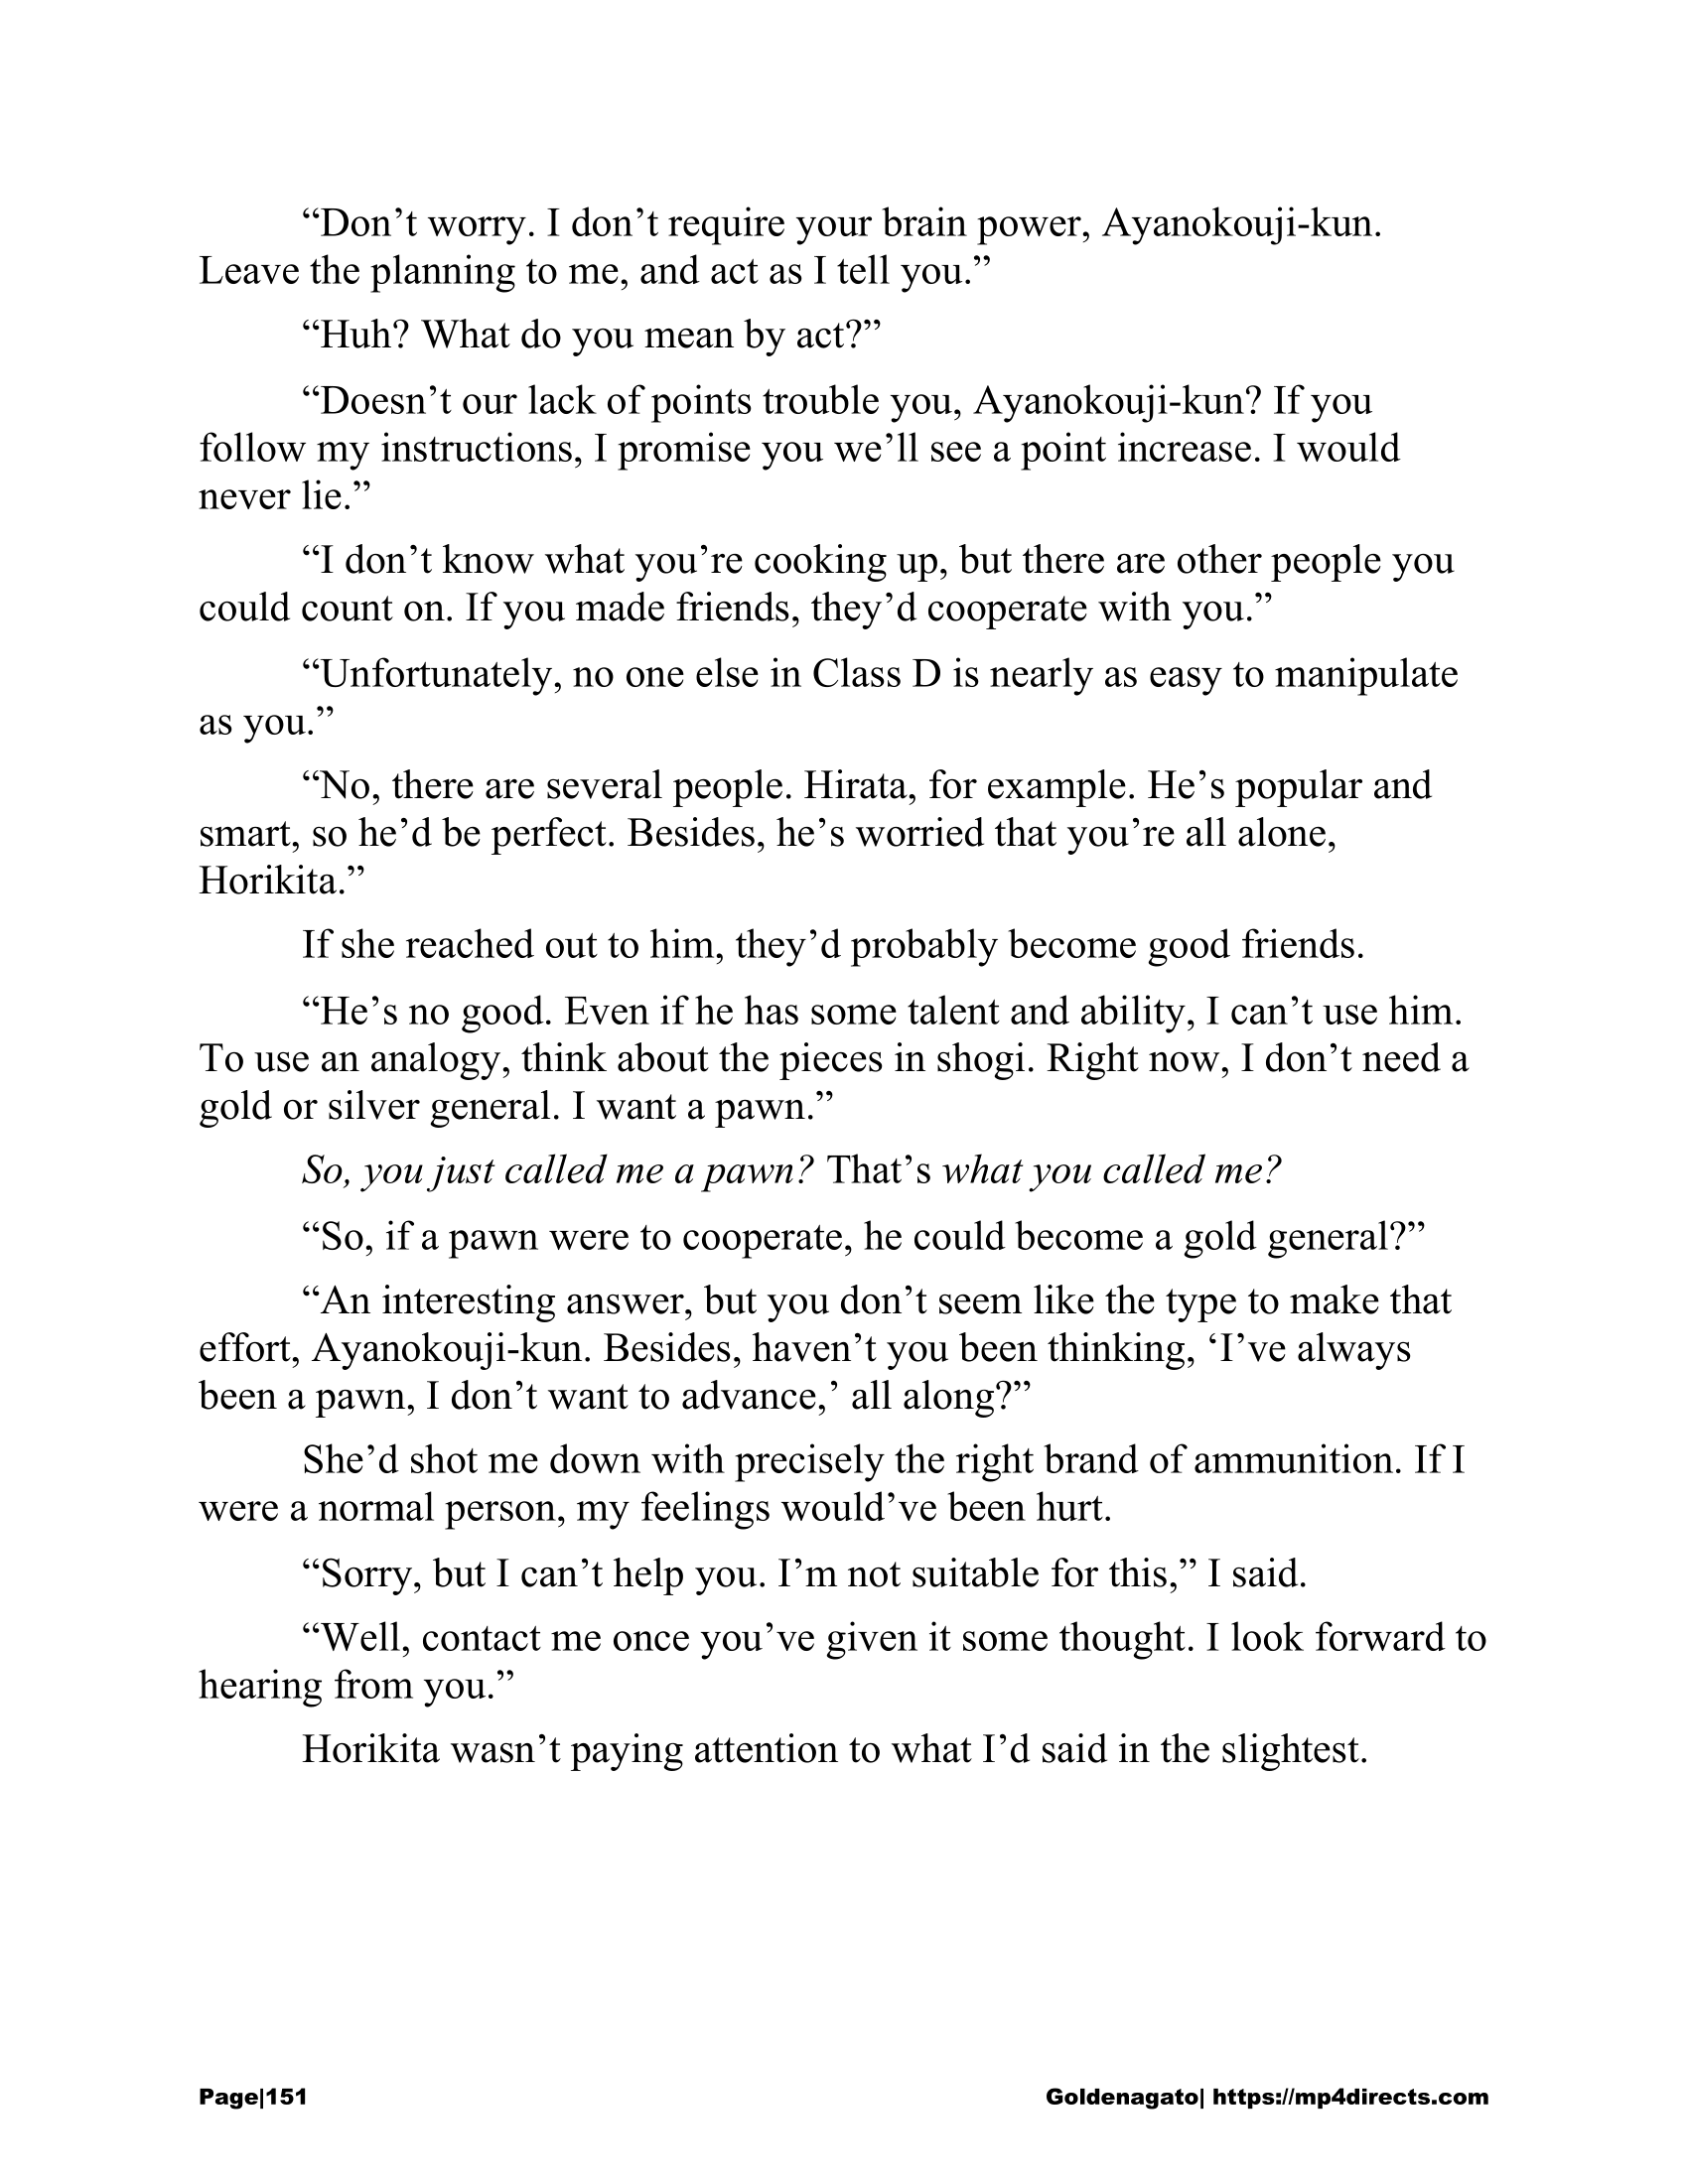 “Don’t worry. I don’t require your brain power, Ayanokouji-kun.
Leave the planning to me, and act as I tell you.”
“Huh? What do you mean by act?”
“Doesn’t our lack of points trouble you, Ayanokouji-kun? If you
follow my instructions, I promise you we’ll see a point increase. I would
never lie.”
“I don’t know what you’re cooking up, but there are other people you
could count on. If you made friends, they’d cooperate with you.”
“Unfortunately, no one else in Class D is nearly as easy to manipulate
as you.”
“No, there are several people. Hirata, for example. He’s popular and
smart, so he’d be perfect. Besides, he’s worried that you’re all alone,
Horikita.”
If she reached out to him, they’d probably become good friends.
“He’s no good. Even if he has some talent and ability, I can’t use him.
To use an analogy, think about the pieces in shogi. Right now, I don’t need a
gold or silver general. I want a pawn.”
So, you just called me a pawn? That’s what you called me?
“So, if a pawn were to cooperate, he could become a gold general?”
“An interesting answer, but you don’t seem like the type to make that
effort, Ayanokouji-kun. Besides, haven’t you been thinking, ‘I’ve always
been a pawn, I don’t want to advance,’ all along?”
She’d shot me down with precisely the right brand of ammunition. If I
were a normal person, my feelings would’ve been hurt.
“Sorry, but I can’t help you. I’m not suitable for this,” I said.
“Well, contact me once you’ve given it some thought. I look forward to
hearing from you.”
Horikita wasn’t paying attention to what I’d said in the slightest.
Page|151 Goldenagato| https://mp4directs.com